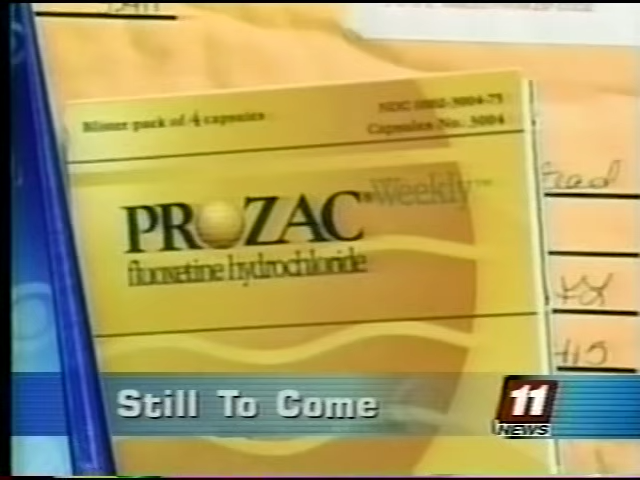 Blister pack of 4 capsules
NDC 0002-3004-75
Capsules No. 3004
PROZAC® Weekly™
fluoxetine hydrochloride
Still To Come
11
NEWS